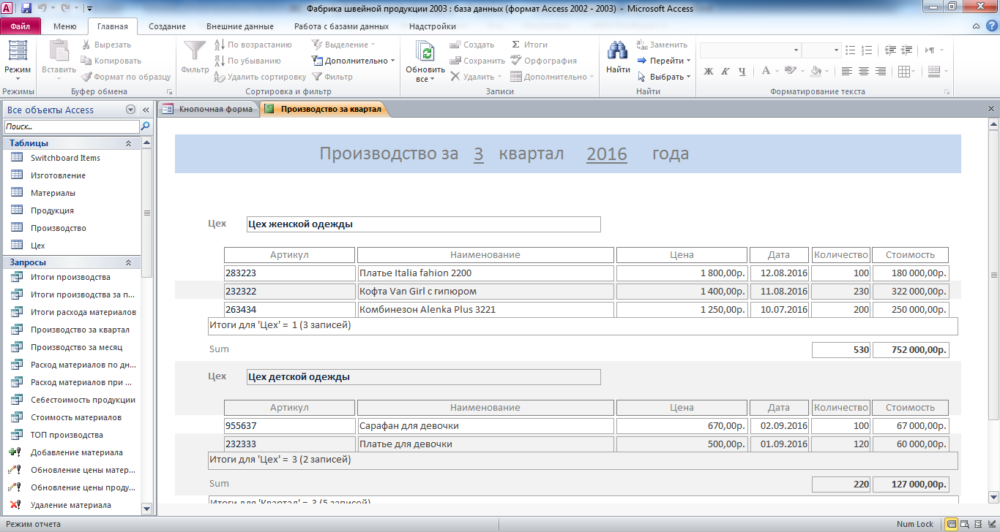 Фабрика швейной продукции 2003 : база данных (формат Access 2002 - 2003) - Microsoft Access
Файл Меню Главная Создание Внешние данные Работа с базами данных Надстройки
Режим
Режимы
Вставить
Вырезать
Копировать
Формат по образцу
Буфер обмена
Фильтр
По возрастанию
По убыванию
Удалить сортировку
Выделение
Дополнительно
Фильтр
Сортировка и фильтр
Обновить
все
Создать
Сохранить
Удалить
Итоги
Орфография
Дополнительно
Записи
Найти
Заменить
Перейти
Выбрать
Найти
Ж К Ч
Форматирование текста
Все объекты Access
Поиск...
Таблицы
Switchboard Items
Изготовление
Материалы
Продукция
Производство
Цех
Запросы
Итоги производства
Итоги производства за п...
Итоги расхода материалов
Производство за квартал
Производство за месяц
Расход материалов по дн...
Расход материалов при ...
Себестоимость продукции
Стоимость материалов
ТОП производства
Добавление материала
Обновление цены матер...
Обновление цены проду...
Удаление материала
Кнопочная форма Производство за квартал
Производство за 3 квартал 2016 года
Цех Цех женской одежды
Артикул Наименование Цена Дата Количество Стоимость
283223 Платье Italia fahion 2200 1 800,00р. 12.08.2016 100 180 000,00р.
232322 Кофта Van Girl с гипюром 1 400,00р. 11.08.2016 230 322 000,00р.
263434 Комбинезон Alenka Plus 3221 1 250,00р. 10.07.2016 200 250 000,00р.
Итоги для 'Цех' = 1 (3 записей)
Sum 530 752 000,00р.
Цех Цех детской одежды
Артикул Наименование Цена Дата Количество Стоимость
955637 Сарафан для девочки 670,00р. 02.09.2016 100 67 000,00р.
232333 Платье для девочки 500,00р. 01.09.2016 120 60 000,00р.
Итоги для 'Цех' = 3 (2 записей)
Sum 220 127 000,00р.
Итоги для 'Квартал' = 3 (5 записей)
Режим отчета Num Lock